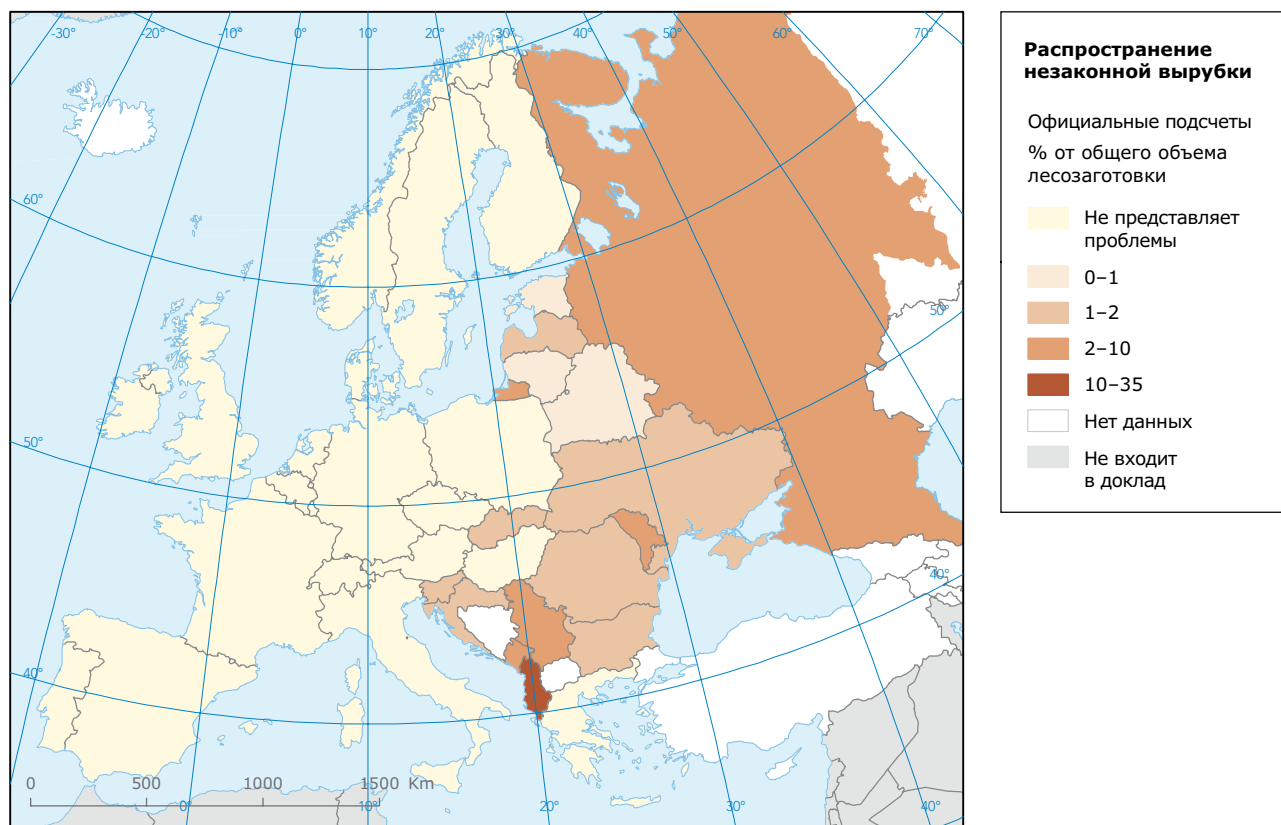 -30°
-20°
-10°
0°
10°
20°
30°
40°
50°
60°
70°
60°
50°
50°
40°
40°
0
500
1000
1500 Km
0°
10°
20°
30°
40°
Распространение
незаконной вырубки
Официальные подсчеты
% от общего объема
лесозаготовки
Не представляет
проблемы
0–1
1–2
2–10
10–35
Нет данных
Не входит
в доклад